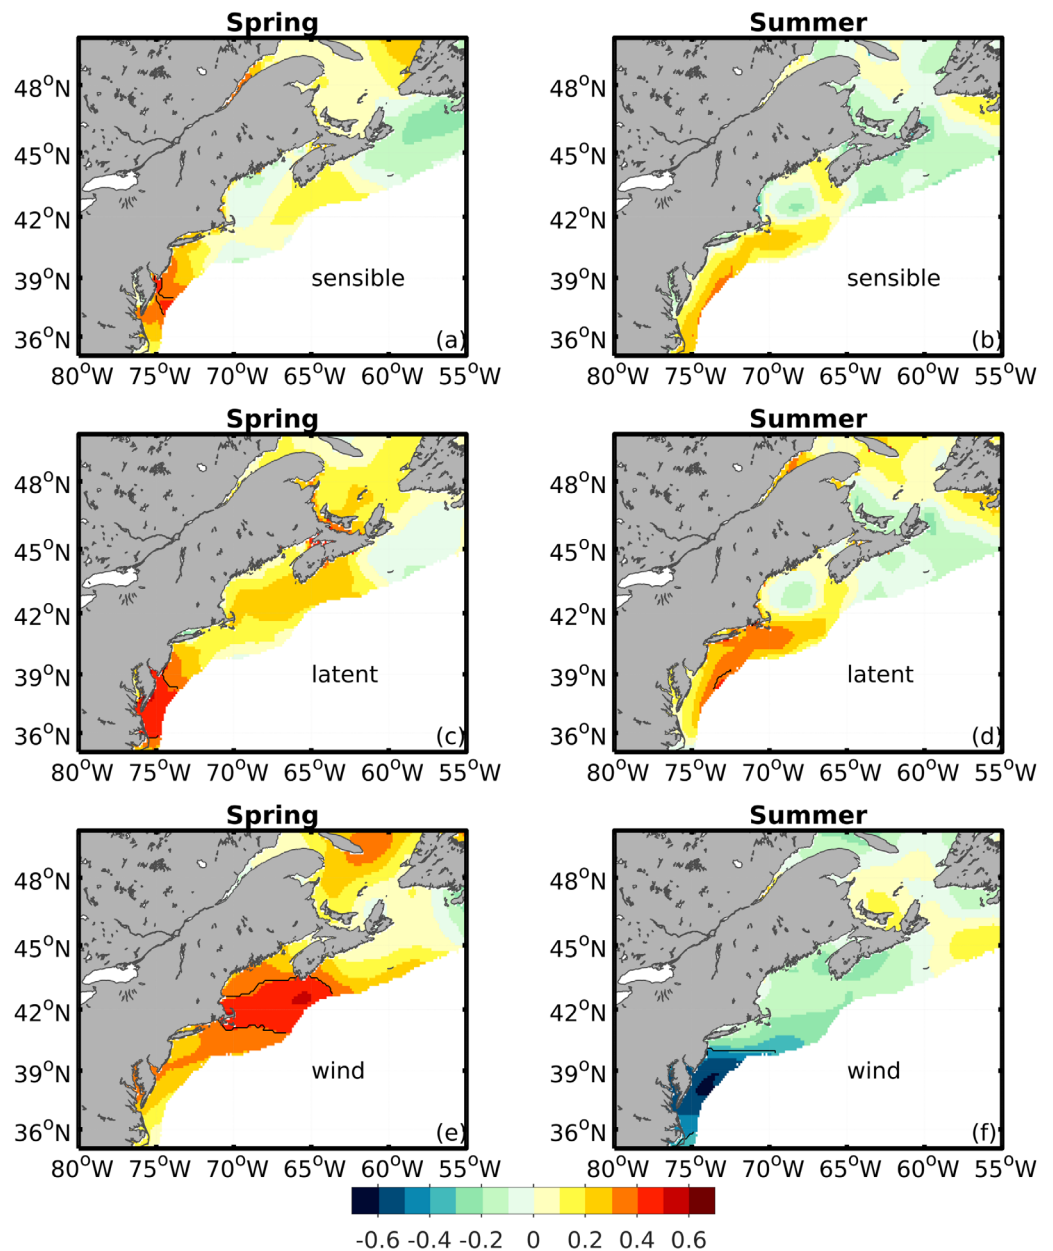 Spring Summer
48°N 48°N
45°N 45°N
42°N 42°N
39°N sensible 39°N sensible
36°N (a) 36°N (b)
80°W 75°W 70°W 65°W 60°W 55°W 80°W 75°W 70°W 65°W 60°W 55°W
Spring Summer
48°N 48°N
45°N 45°N
42°N 42°N
39°N latent 39°N latent
36°N (c) 36°N (d)
80°W 75°W 70°W 65°W 60°W 55°W 80°W 75°W 70°W 65°W 60°W 55°W
Spring Summer
48°N 48°N
45°N 45°N
42°N 42°N
39°N wind 39°N wind
36°N (e) 36°N (f)
80°W 75°W 70°W 65°W 60°W 55°W 80°W 75°W 70°W 65°W 60°W 55°W
-0.6 -0.4 -0.2 0 0.2 0.4 0.6